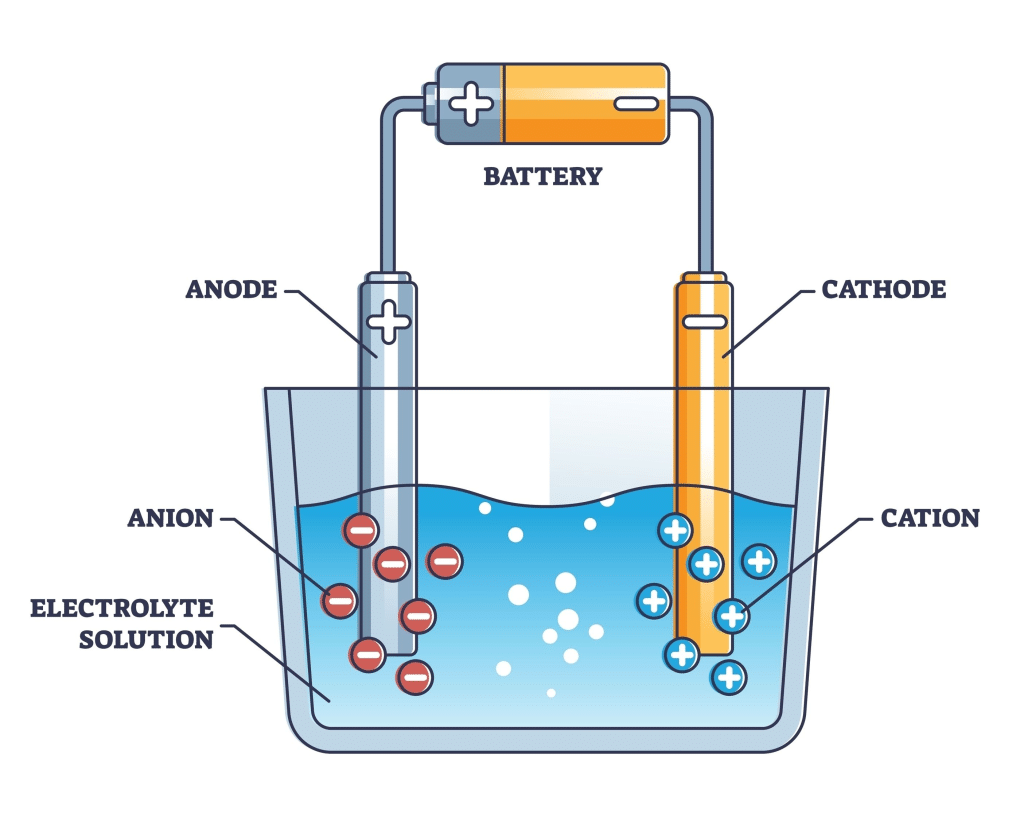 BATTERY
ANODE
CATHODE
ANION
CATION
ELECTROLYTE
SOLUTION